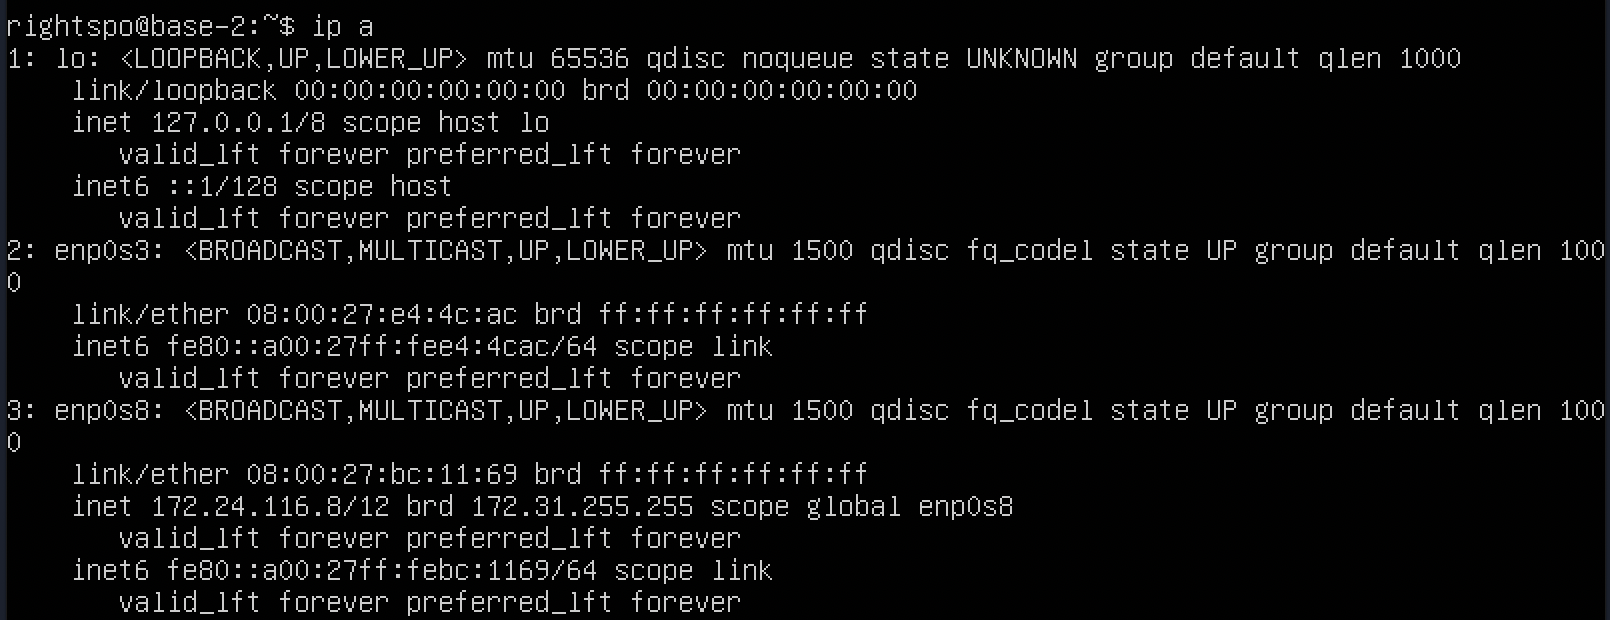 rightspo@base-2:~$ ip a
1: lo: <LOOPBACK,UP,LOWER_UP> mtu 65536 qdisc noqueue state UNKNOWN group default qlen 1000
    link/loopback 00:00:00:00:00:00 brd 00:00:00:00:00:00
    inet 127.0.0.1/8 scope host lo
       valid_lft forever preferred_lft forever
    inet6 ::1/128 scope host
       valid_lft forever preferred_lft forever
2: enp0s3: <BROADCAST,MULTICAST,UP,LOWER_UP> mtu 1500 qdisc fq_codel state UP group default qlen 100
0
    link/ether 08:00:27:e4:4c:ac brd ff:ff:ff:ff:ff:ff
    inet6 fe80::a00:27ff:fee4:4cac/64 scope link
       valid_lft forever preferred_lft forever
3: enp0s8: <BROADCAST,MULTICAST,UP,LOWER_UP> mtu 1500 qdisc fq_codel state UP group default qlen 100
0
    link/ether 08:00:27:bc:11:69 brd ff:ff:ff:ff:ff:ff
    inet 172.24.116.8/12 brd 172.31.255.255 scope global enp0s8
       valid_lft forever preferred_lft forever
    inet6 fe80::a00:27ff:febc:1169/64 scope link
       valid_lft forever preferred_lft forever